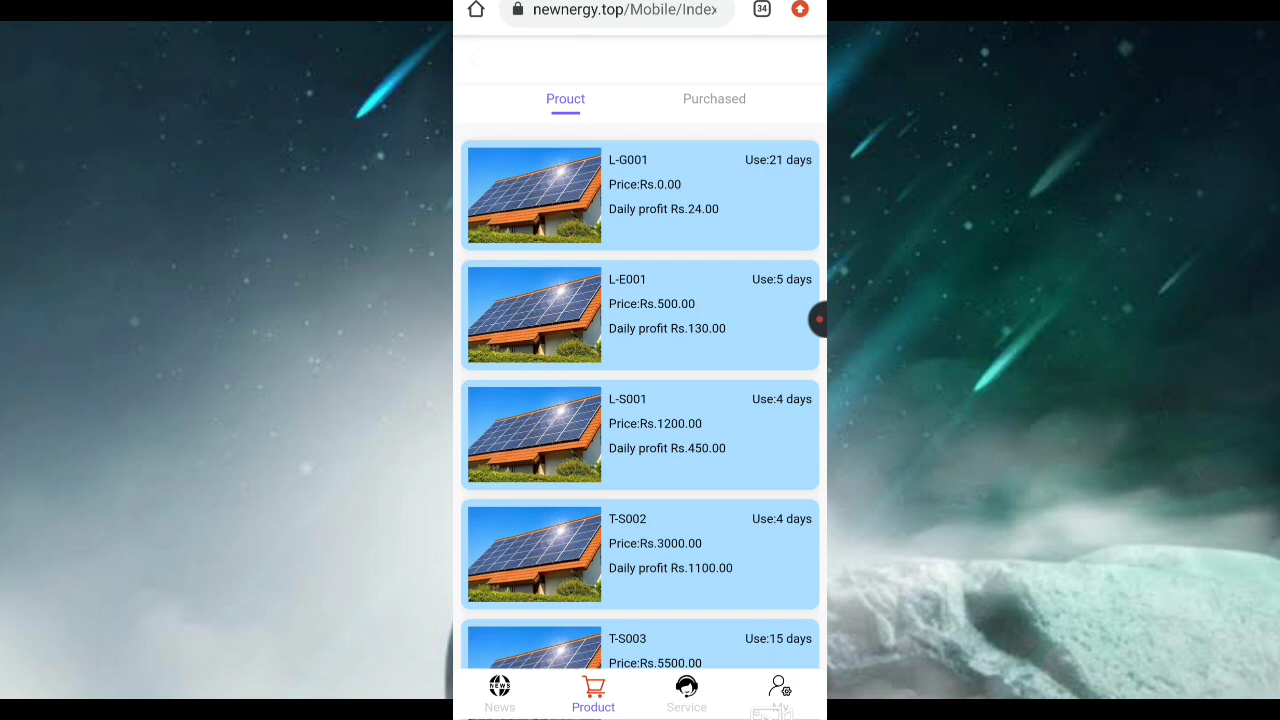 newnergy.top/Mobile/Index
34
Prouct
Purchased
L-G001
Use:21 days
Price:Rs.0.00
Daily profit Rs.24.00
L-E001
Use:5 days
Price:Rs.500.00
Daily profit Rs.130.00
L-S001
Use:4 days
Price:Rs.1200.00
Daily profit Rs.450.00
T-S002
Use:4 days
Price:Rs.3000.00
Daily profit Rs.1100.00
T-S003
Use:15 days
Price:Rs.5500.00
NEWS
News
Product
Service
My